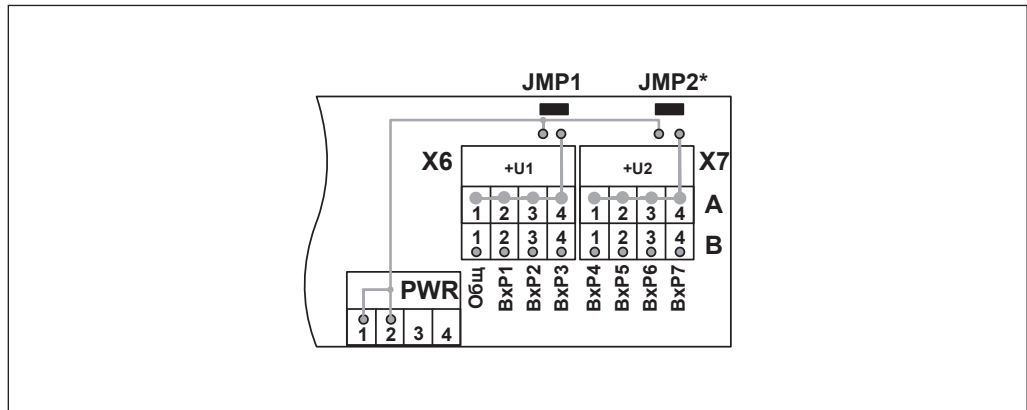 JMP1 JMP2*
X6 +U1 +U2 X7
1 2 3 4 1 2 3 4 A
1 2 3 4 1 2 3 4 B
Общ ВхР1 ВхР2 ВхР3 ВхР4 ВхР5 ВхР6 ВхР7
PWR
1 2 3 4